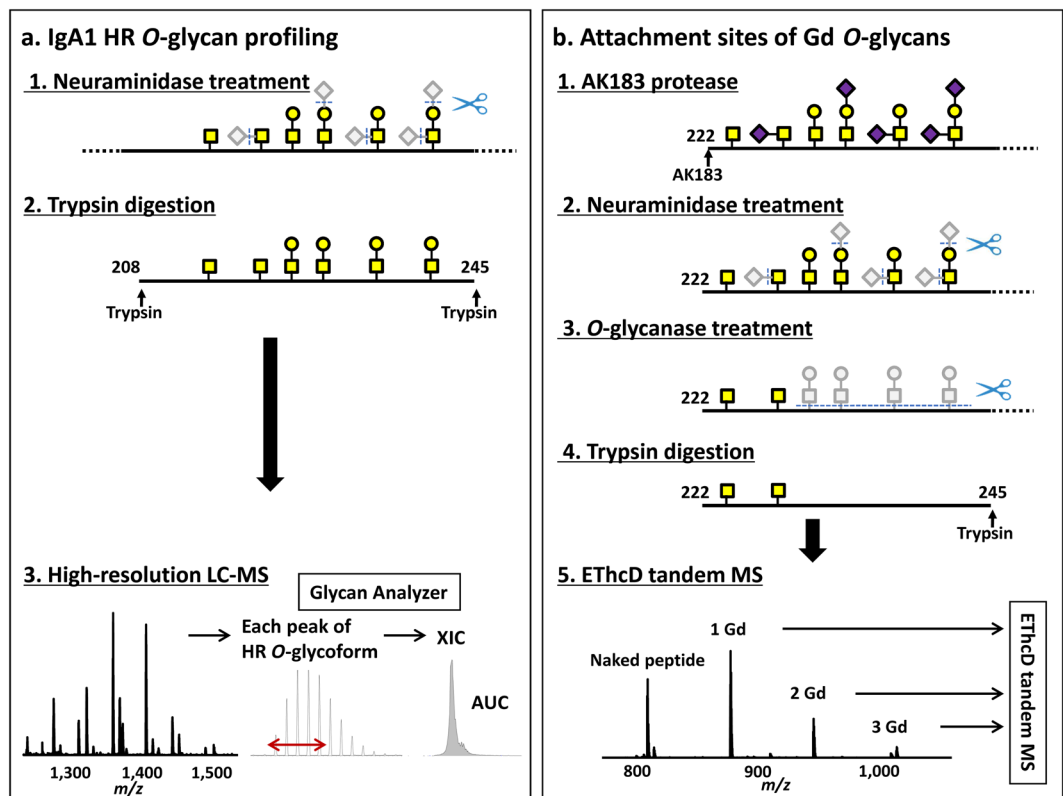 a. IgA1 HR O-glycan profiling
1. Neuraminidase treatment
2. Trypsin digestion
208
245
Trypsin
Trypsin
3. High-resolution LC-MS
Glycan Analyzer
Each peak of
HR O-glycoform
XIC
AUC
1,300
1,400
1,500
m/z
b. Attachment sites of Gd O-glycans
1. AK183 protease
222
AK183
2. Neuraminidase treatment
222
3. O-glycanase treatment
222
4. Trypsin digestion
222
245
Trypsin
5. EThcD tandem MS
1 Gd
Naked peptide
2 Gd
3 Gd
EThcD
tandem MS
800
900
1,000
m/z